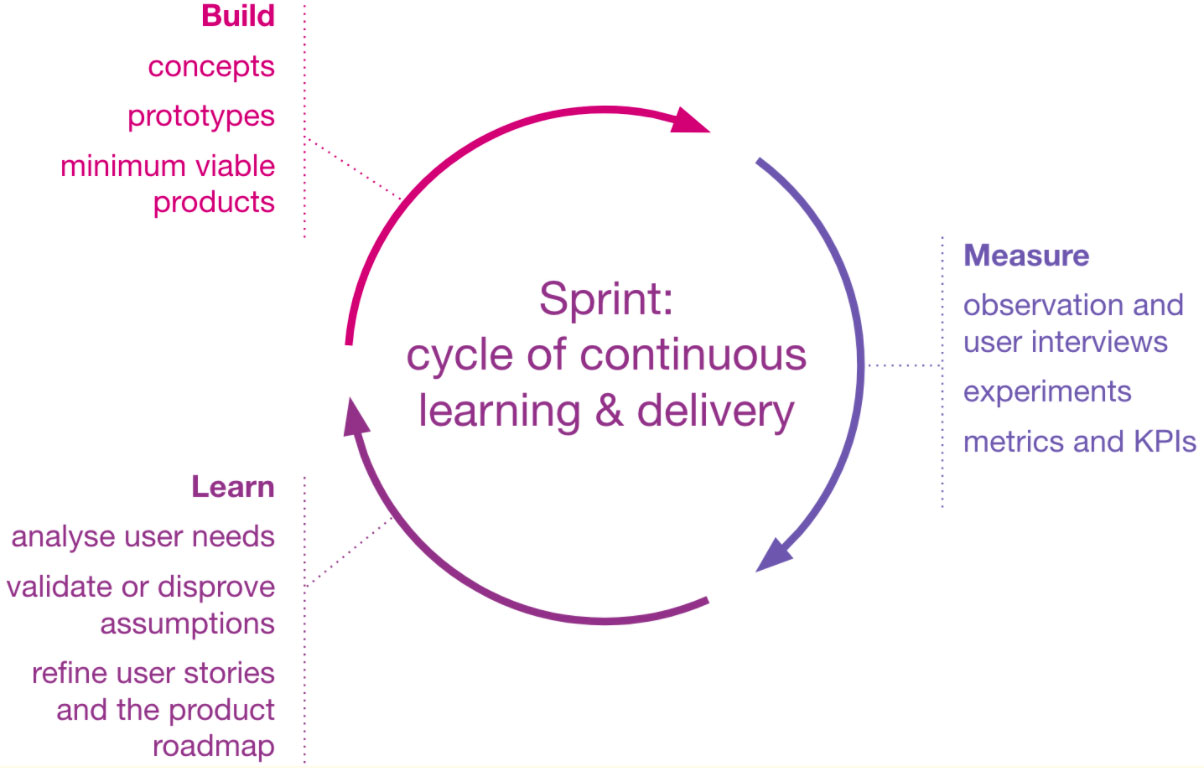 Build
concepts
prototypes
minimum viable
products
Sprint:
cycle of continuous
learning & delivery
Measure
observation and
user interviews
experiments
metrics and KPIs
Learn
analyse user needs
validate or disprove
assumptions
refine user stories
and the product
roadmap